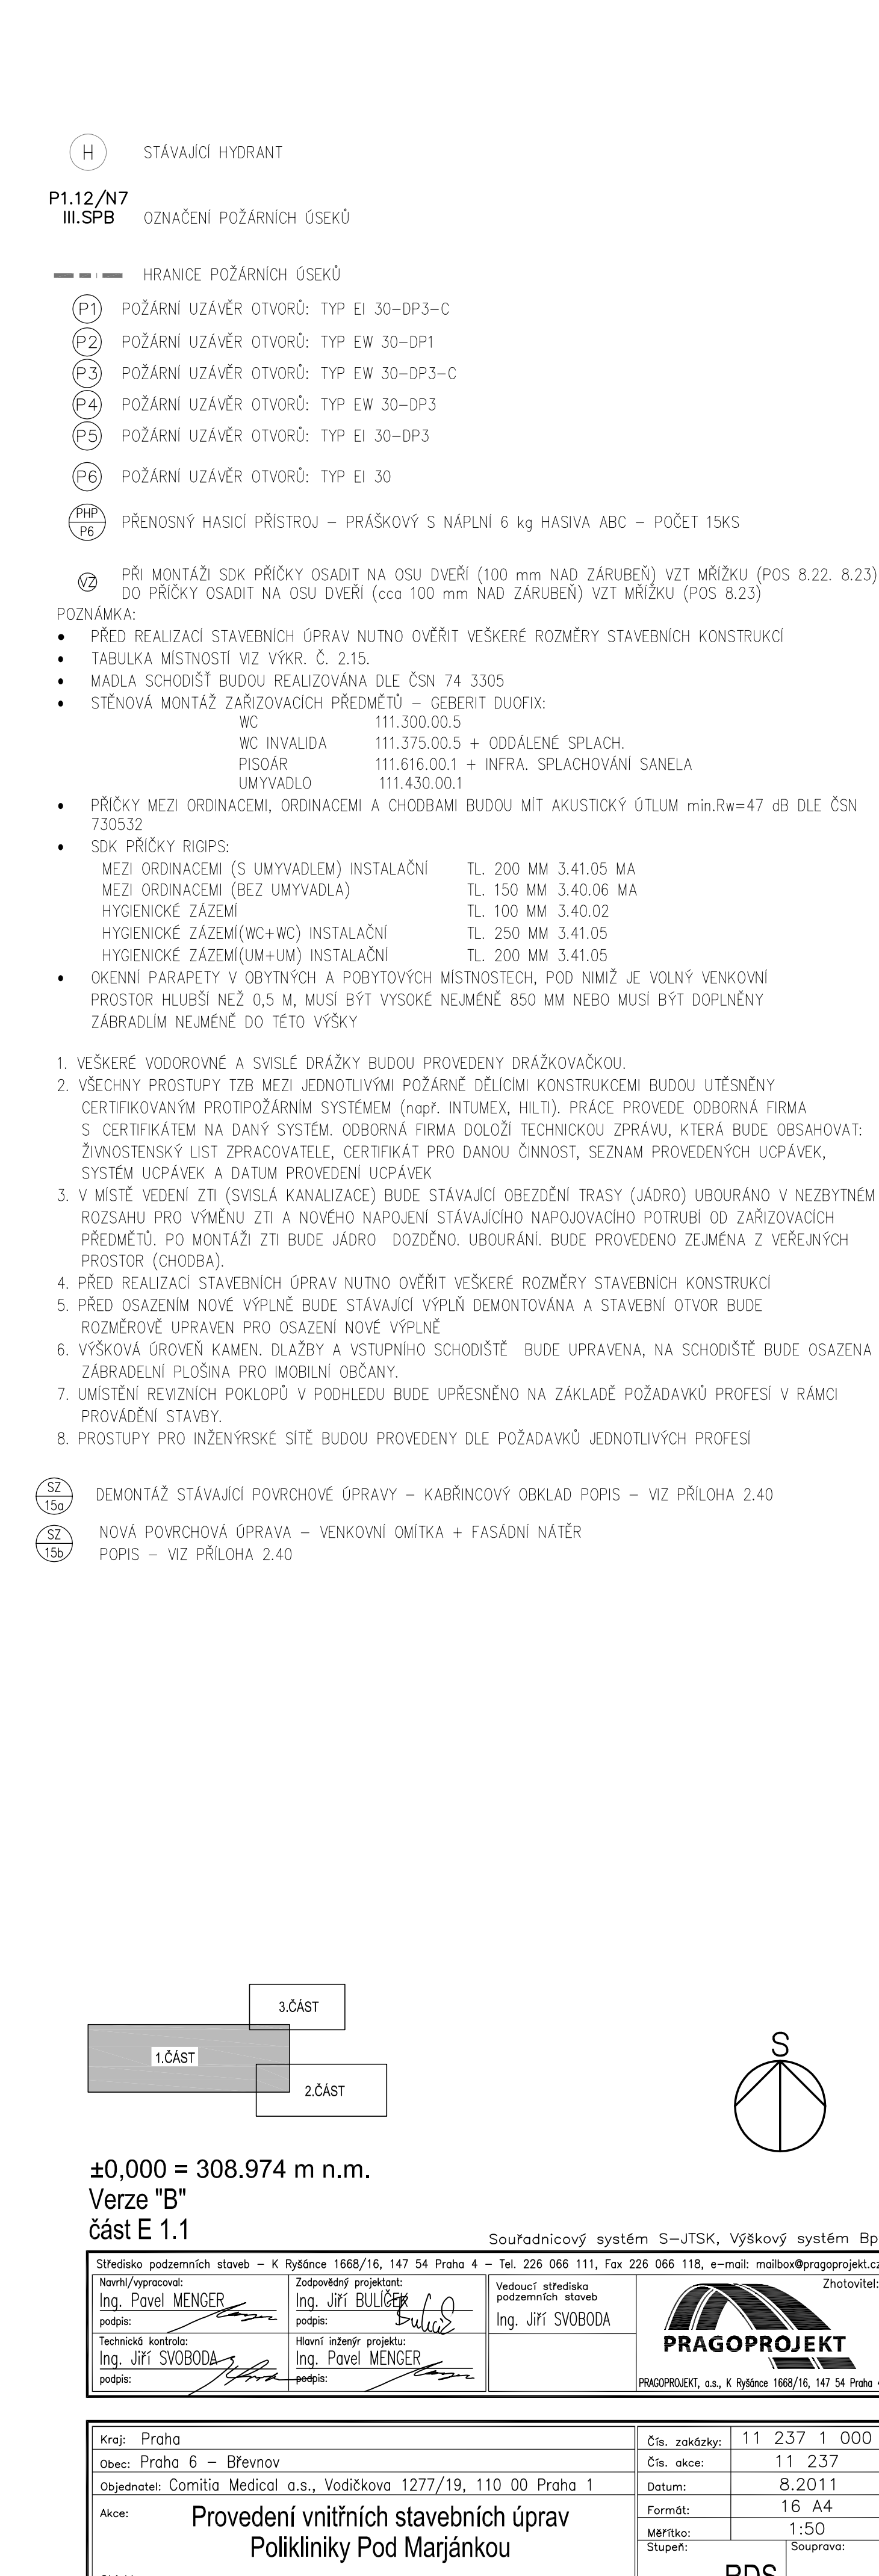 H STÁVAJÍCÍ HYDRANT
P1.12/N7
III.SPB OZNAČENÍ POŽÁRNÍCH ÚSEKŮ
HRANICE POŽÁRNÍCH ÚSEKŮ
P1 POŽÁRNÍ UZÁVĚR OTVORŮ: TYP EI 30-DP3-C
P2 POŽÁRNÍ UZÁVĚR OTVORŮ: TYP EW 30-DP1
P3 POŽÁRNÍ UZÁVĚR OTVORŮ: TYP EW 30-DP3-C
P4 POŽÁRNÍ UZÁVĚR OTVORŮ: TYP EW 30-DP3
P5 POŽÁRNÍ UZÁVĚR OTVORŮ: TYP EI 30-DP3
P6 POŽÁRNÍ UZÁVĚR OTVORŮ: TYP EI 30
PHP
P6 PŘENOSNÝ HASICÍ PŘÍSTROJ – PRÁŠKOVÝ S NÁPLNÍ 6 kg HASIVA ABC – POČET 15KS
VZ PŘI MONTÁŽI SDK PŘÍČKY OSADIT NA OSU DVEŘÍ (100 mm NAD ZÁRUBEŇ) VZT MŘÍŽKU (POS 8.22. 8.23)
DO PŘÍČKY OSADIT NA OSU DVEŘÍ (cca 100 mm NAD ZÁRUBEŇ) VZT MŘÍŽKU (POS 8.23)
POZNÁMKA:
• PŘED REALIZACÍ STAVEBNÍCH ÚPRAV NUTNO OVĚŘIT VEŠKERÉ ROZMĚRY STAVEBNÍCH KONSTRUKCÍ
• TABULKA MÍSTNOSTÍ VIZ VÝKR. Č. 2.15.
• MADLA SCHODIŠŤ BUDOU REALIZOVÁNA DLE ČSN 74 3305
• STĚNOVÁ MONTÁŽ ZAŘIZOVACÍCH PŘEDMĚTŮ – GEBERIT DUOFIX:
WC 111.300.00.5
WC INVALIDA 111.375.00.5 + ODDÁLENÉ SPLACH.
PISOÁR 111.616.00.1 + INFRA. SPLACHOVÁNÍ SANELA
UMYVADLO 111.430.00.1
• PŘÍČKY MEZI ORDINACEMI, ORDINACEMI A CHODBAMI BUDOU MÍT AKUSTICKÝ ÚTLUM min.Rw=47 dB DLE ČSN
730532
• SDK PŘÍČKY RIGIPS:
MEZI ORDINACEMI (S UMYVADLEM) INSTALAČNÍ TL. 200 MM 3.41.05 MA
MEZI ORDINACEMI (BEZ UMYVADLA) TL. 150 MM 3.40.06 MA
HYGIENICKÉ ZÁZEMÍ TL. 100 MM 3.40.02
HYGIENICKÉ ZÁZEMÍ(WC+WC) INSTALAČNÍ TL. 250 MM 3.41.05
HYGIENICKÉ ZÁZEMÍ(UM+UM) INSTALAČNÍ TL. 200 MM 3.41.05
• OKENNÍ PARAPETY V OBYTNÝCH A POBYTOVÝCH MÍSTNOSTECH, POD NIMIŽ JE VOLNÝ VENKOVNÍ
PROSTOR HLUBŠÍ NEŽ 0,5 M, MUSÍ BÝT VYSOKÉ NEJMÉNĚ 850 MM NEBO MUSÍ BÝT DOPLNĚNY
ZÁBRADLÍM NEJMÉNĚ DO TÉTO VÝŠKY
1. VEŠKERÉ VODOROVNÉ A SVISLÉ DRÁŽKY BUDOU PROVEDENY DRÁŽKOVAČKOU.
2. VŠECHNY PROSTUPY TZB MEZI JEDNOTLIVÝMI POŽÁRNĚ DĚLÍCÍMI KONSTRUKCEMI BUDOU UTĚSNĚNY
CERTIFIKOVANÝM PROTIPOŽÁRNÍM SYSTÉMEM (např. INTUMEX, HILTI). PRÁCE PROVEDE ODBORNÁ FIRMA
S CERTIFIKÁTEM NA DANÝ SYSTÉM. ODBORNÁ FIRMA DOLOŽÍ TECHNICKOU ZPRÁVU, KTERÁ BUDE OBSAHOVAT:
ŽIVNOSTENSKÝ LIST ZPRACOVATELE, CERTIFIKÁT PRO DANOU ČINNOST, SEZNAM PROVEDENÝCH UCPÁVEK,
SYSTÉM UCPÁVEK A DATUM PROVEDENÍ UCPÁVEK
3. V MÍSTĚ VEDENÍ ZTI (SVISLÁ KANALIZACE) BUDE STÁVAJÍCÍ OBEZDĚNÍ TRASY (JÁDRO) UBOURÁNO V NEZBYTNÉM
ROZSAHU PRO VÝMĚNU ZTI A NOVÉHO NAPOJENÍ STÁVAJÍCÍHO NAPOJOVACÍHO POTRUBÍ OD ZAŘIZOVACÍCH
PŘEDMĚTŮ. PO MONTÁŽI ZTI BUDE JÁDRO DOZDĚNO. UBOURÁNÍ. BUDE PROVEDENO ZEJMÉNA Z VEŘEJNÝCH
PROSTOR (CHODBA).
4. PŘED REALIZACÍ STAVEBNÍCH ÚPRAV NUTNO OVĚŘIT VEŠKERÉ ROZMĚRY STAVEBNÍCH KONSTRUKCÍ
5. PŘED OSAZENÍM NOVÉ VÝPLNĚ BUDE STÁVAJÍCÍ VÝPLŇ DEMONTOVÁNA A STAVEBNÍ OTVOR BUDE
ROZMĚROVĚ UPRAVEN PRO OSAZENÍ NOVÉ VÝPLNĚ
6. VÝŠKOVÁ ÚROVEŇ KAMEN. DLAŽBY A VSTUPNÍHO SCHODIŠTĚ BUDE UPRAVENA, NA SCHODIŠTĚ BUDE OSAZENA
ZÁBRADELNÍ PLOŠINA PRO IMOBILNÍ OBČANY.
7. UMÍSTĚNÍ REVIZNÍCH POKLOPŮ V PODHLEDU BUDE UPŘESNĚNO NA ZÁKLADĚ POŽADAVKŮ PROFESÍ V RÁMCI
PROVÁDĚNÍ STAVBY.
8. PROSTUPY PRO INŽENÝRSKÉ SÍTĚ BUDOU PROVEDENY DLE POŽADAVKŮ JEDNOTLIVÝCH PROFESÍ
SZ
15a DEMONTÁŽ STÁVAJÍCÍ POVRCHOVÉ ÚPRAVY – KABŘINCOVÝ OBKLAD POPIS – VIZ PŘÍLOHA 2.40
SZ
15b NOVÁ POVRCHOVÁ ÚPRAVA – VENKOVNÍ OMÍTKA + FASÁDNÍ NÁTĚR
POPIS – VIZ PŘÍLOHA 2.40
3.ČÁST
1.ČÁST
2.ČÁST
S
±0,000 = 308.974 m n.m.
Verze "B"
část E 1.1
Souřadnicový systém S-JTSK, Výškový systém Bp
Středisko podzemních staveb – K Ryšánce 1668/16, 147 54 Praha 4 – Tel. 226 066 111, Fax 226 066 118, e-mail: mailbox@pragoprojekt.cz
Navrhl/vypracoval:
Ing. Pavel MENGER
podpis:
Zodpovědný projektant:
Ing. Jiří BULÍČEK
podpis:
Vedoucí střediska
podzemních staveb
Ing. Jiří SVOBODA
Zhotovitel:
PRAGOPROJEKT
PRAGOPROJEKT, a.s., K Ryšánce 1668/16, 147 54 Praha 4
Technická kontrola:
Ing. Jiří SVOBODA
podpis:
Hlavní inženýr projektu:
Ing. Pavel MENGER
podpis:
Kraj: Praha
Obec: Praha 6 – Břevnov
Objednatel: Comitia Medical a.s., Vodičkova 1277/19, 110 00 Praha 1
Akce: Provedení vnitřních stavebních úprav
Polikliniky Pod Marjánkou
Čís. zakázky: 11 237 1 000
Čís. akce: 11 237
Datum: 8.2011
Formát: 16 A4
Měřítko: 1:50
Stupeň: Souprava:
RDS